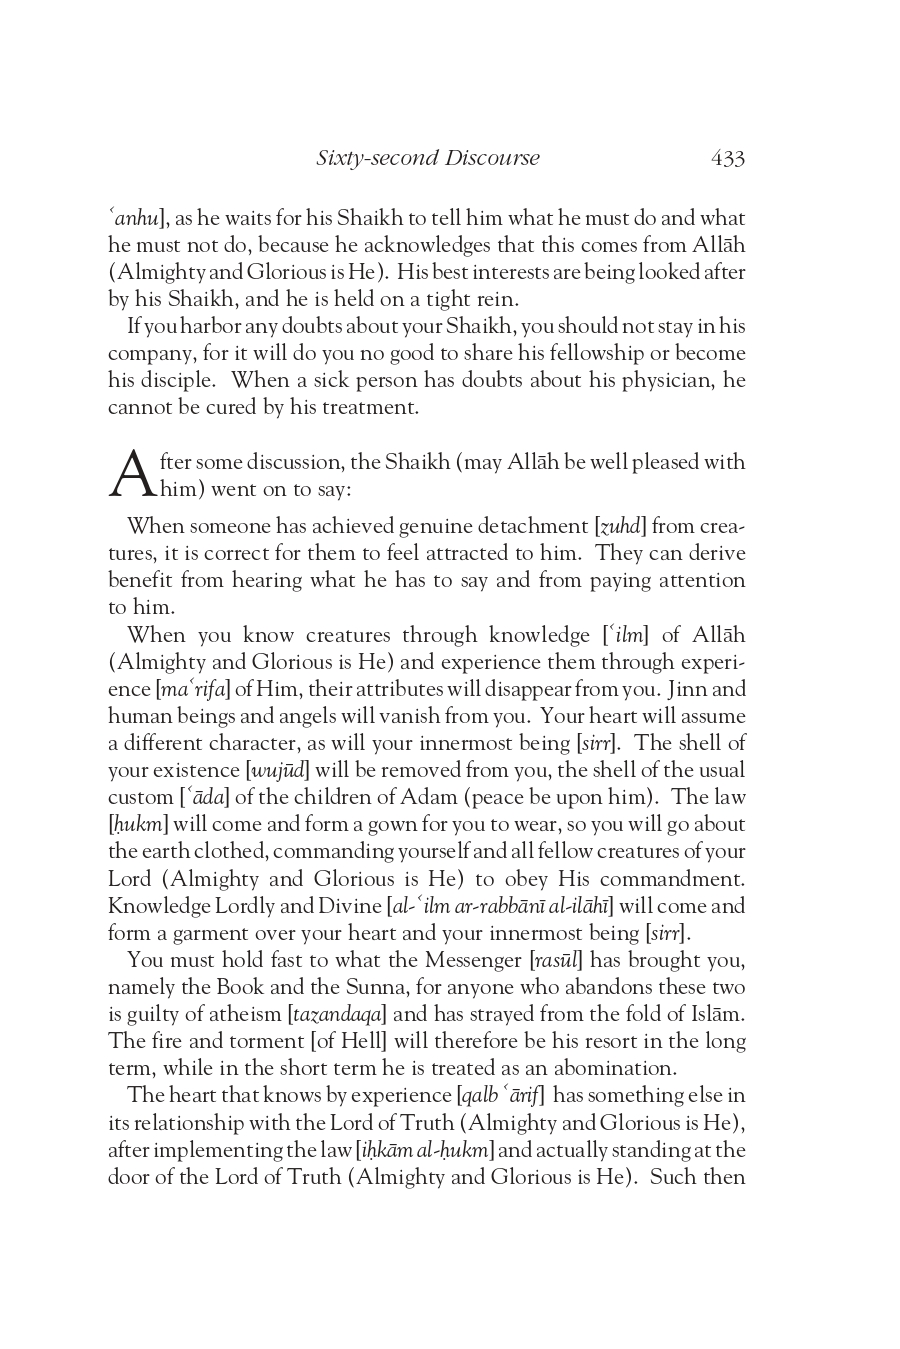 Sixty-second Discourse 433
ʿanhu], as he waits for his Shaikh to tell him what he must do and what
he must not do, because he acknowledges that this comes from Allāh
(Almighty and Glorious is He). His best interests are being looked after
by his Shaikh, and he is held on a tight rein.
If you harbor any doubts about your Shaikh, you should not stay in his
company, for it will do you no good to share his fellowship or become
his disciple. When a sick person has doubts about his physician, he
cannot be cured by his treatment.
After some discussion, the Shaikh (may Allāh be well pleased with
him) went on to say:
When someone has achieved genuine detachment [zuhd] from crea-
tures, it is correct for them to feel attracted to him. They can derive
benefit from hearing what he has to say and from paying attention
to him.
When you know creatures through knowledge [ʿilm] of Allāh
(Almighty and Glorious is He) and experience them through experi-
ence [maʿrifa] of Him, their attributes will disappear from you. Jinn and
human beings and angels will vanish from you. Your heart will assume
a different character, as will your innermost being [sirr]. The shell of
your existence [wujūd] will be removed from you, the shell of the usual
custom [ʿāda] of the children of Adam (peace be upon him). The law
[ḥukm] will come and form a gown for you to wear, so you will go about
the earth clothed, commanding yourself and all fellow creatures of your
Lord (Almighty and Glorious is He) to obey His commandment.
Knowledge Lordly and Divine [al-ʿilm ar-rabbānī al-ilāhī] will come and
form a garment over your heart and your innermost being [sirr].
You must hold fast to what the Messenger [rasūl] has brought you,
namely the Book and the Sunna, for anyone who abandons these two
is guilty of atheism [tazandaqa] and has strayed from the fold of Islām.
The fire and torment [of Hell] will therefore be his resort in the long
term, while in the short term he is treated as an abomination.
The heart that knows by experience [qalb ʿārif] has something else in
its relationship with the Lord of Truth (Almighty and Glorious is He),
after implementing the law [iḥkām al-ḥukm] and actually standing at the
door of the Lord of Truth (Almighty and Glorious is He). Such then